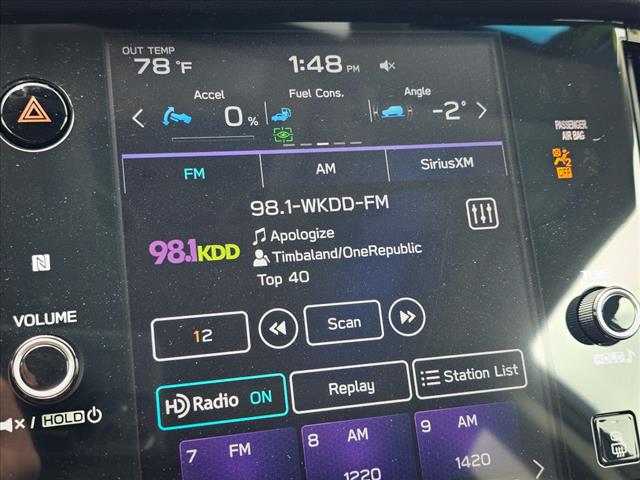 OUT TEMP
78 °F
1:48 PM
Accel
0 %
Fuel Cons.
Angle
-2°
PASSENGER
AIR BAG
2
FM
AM
SiriusXM
98.1-WKDD-FM
98.1KDD
Apologize
Timbaland/OneRepublic
Top 40
N
VOLUME
TUNE
12
Scan
HOLD
HD Radio ON
Replay
Station List
/ HOLD
7 FM
8 AM
1220
9 AM
1420